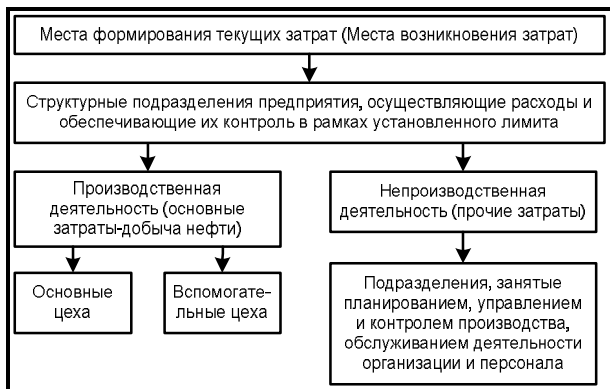 Места формирования текущих затрат (Места возникновения затрат)
Структурные подразделения предприятия, осуществляющие расходы и
обеспечивающие их контроль в рамках установленного лимита
Производственная
деятельность (основные
затраты-добыча нефти)
Непроизводственная
деятельность (прочие затраты)
Основные
цеха
Вспомогате-
льные цеха
Подразделения, занятые
планированием, управлением
и контролем производства,
обслуживанием деятельности
организации и персонала